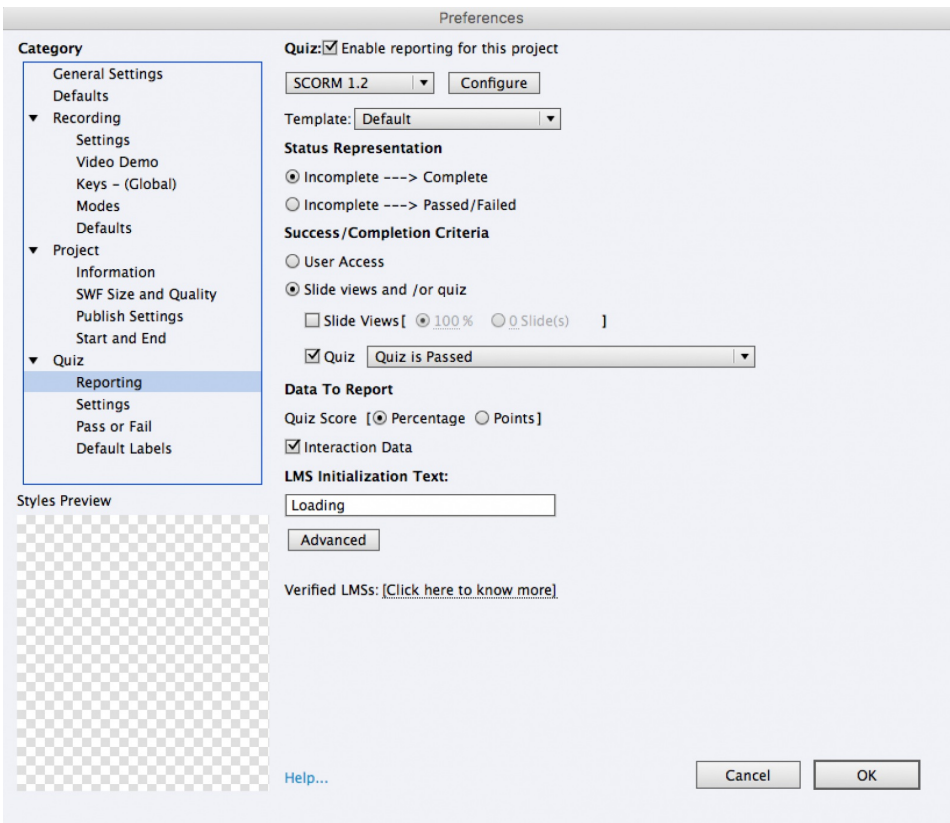 Preferences
Category
General Settings
Defaults
Recording
Settings
Video Demo
Keys - (Global)
Modes
Defaults
Project
Information
SWF Size and Quality
Publish Settings
Start and End
Quiz
Reporting
Settings
Pass or Fail
Default Labels
Styles Preview
Quiz: Enable reporting for this project
SCORM 1.2 Configure
Template: Default
Status Representation
Incomplete ---> Complete
Incomplete ---> Passed/Failed
Success/Completion Criteria
User Access
Slide views and /or quiz
Slide Views [ 100 % 0 Slide(s) ]
Quiz Quiz is Passed
Data To Report
Quiz Score [ Percentage Points ]
Interaction Data
LMS Initialization Text:
Loading
Advanced
Verified LMSs: [Click here to know more]
Help...
Cancel OK